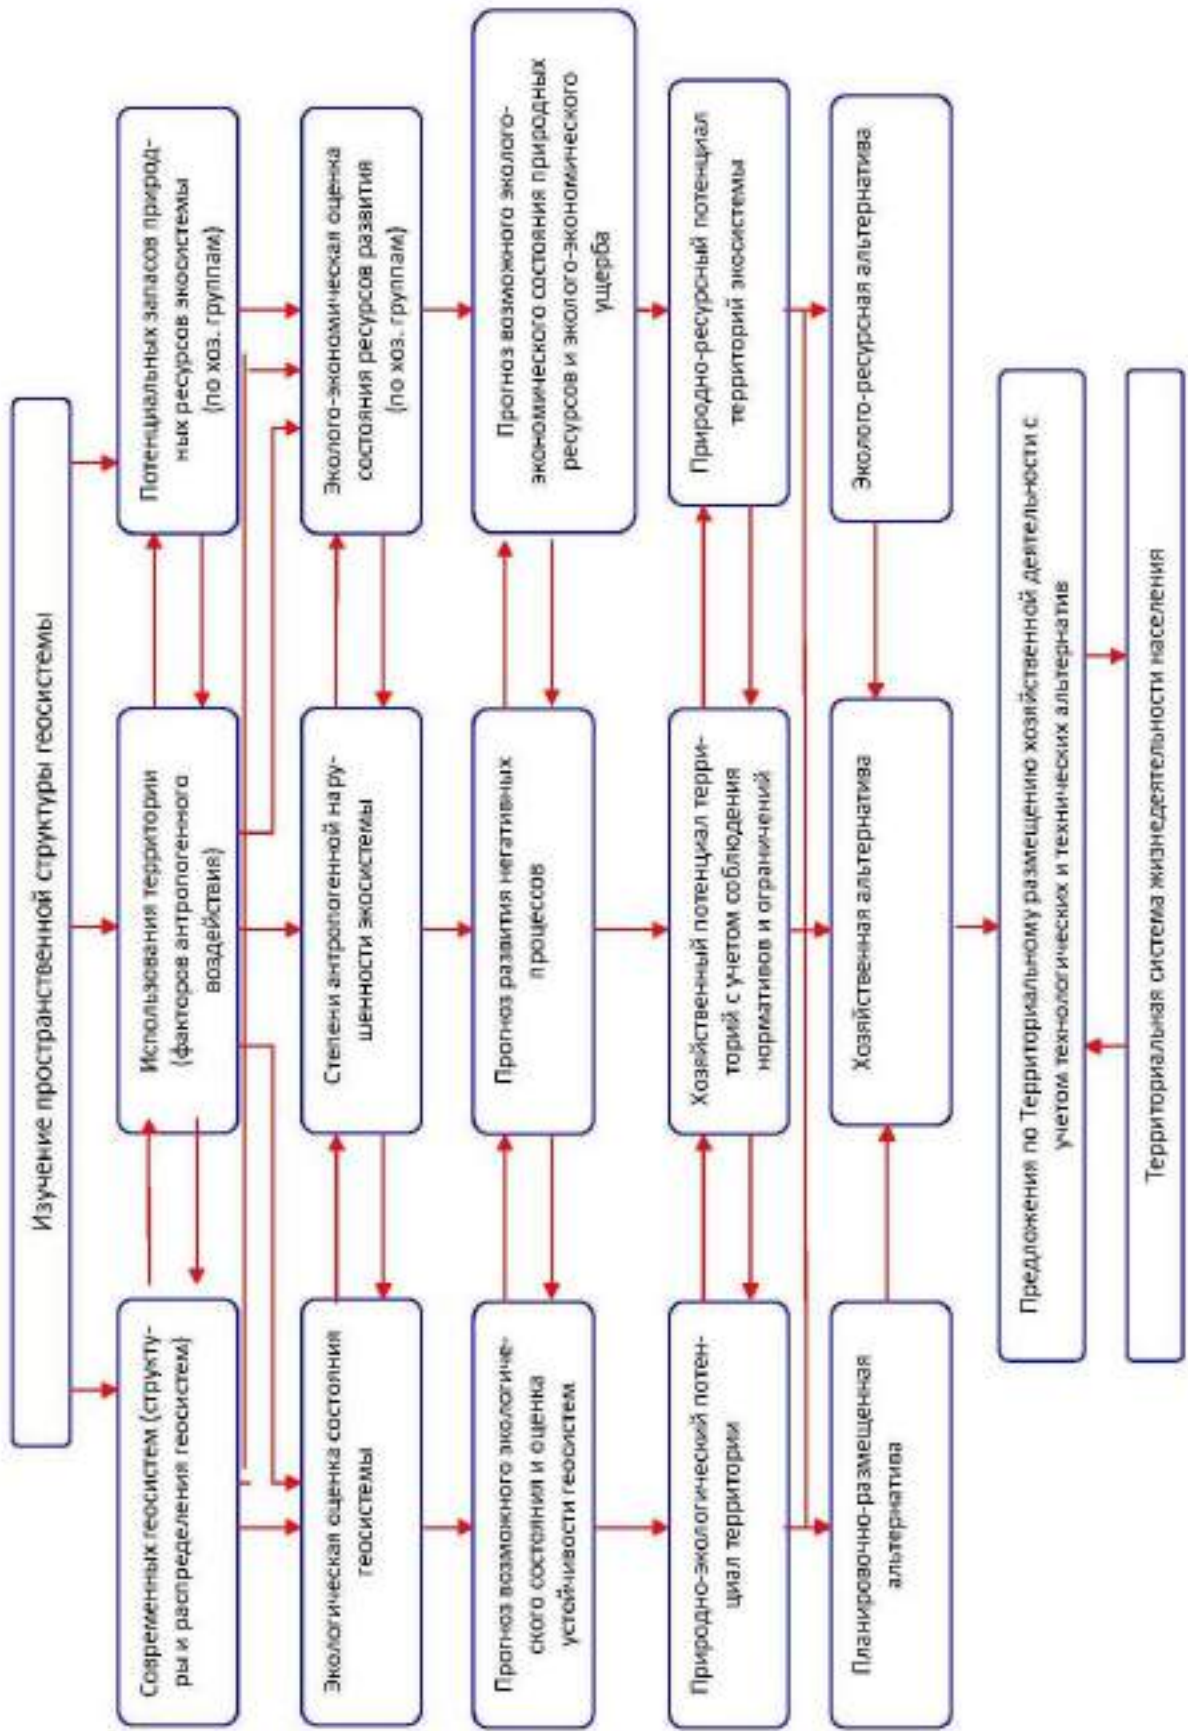 Изучение пространственной структуры геосистемы
Современных геосистем (структу-
ры и распределения геосистем)
Использования территории
(факторов антропогенного
воздействия)
Потенциальных запасов природ-
ных ресурсов экосистемы
(по хоз. группам)
Экологическая оценка состояния
геосистемы
Степени антропогенной нару-
шенности экосистемы
Эколого-экономическая оценка
состояния ресурсов развития
(по хоз. группам)
Прогноз возможного экологиче-
ского состояния и оценка
устойчивости геосистем
Прогноз развития негативных
процессов
Прогноз возможного эколого-
экономического состояния природных
ресурсов и эколого-экономического
ущерба
Природно-экологический потен-
циал территории
Хозяйственный потенциал терри-
торий с учетом соблюдения
нормативов и ограничений
Природно-ресурсный потенциал
территорий экосистемы
Планировочно-размещенная
альтернатива
Хозяйственная альтернатива
Эколого-ресурсная альтернатива
Предложения по Территориальному размещению хозяйственной деятельности с
учетом технологических и технических альтернатив
Территориальная система жизнедеятельности населения